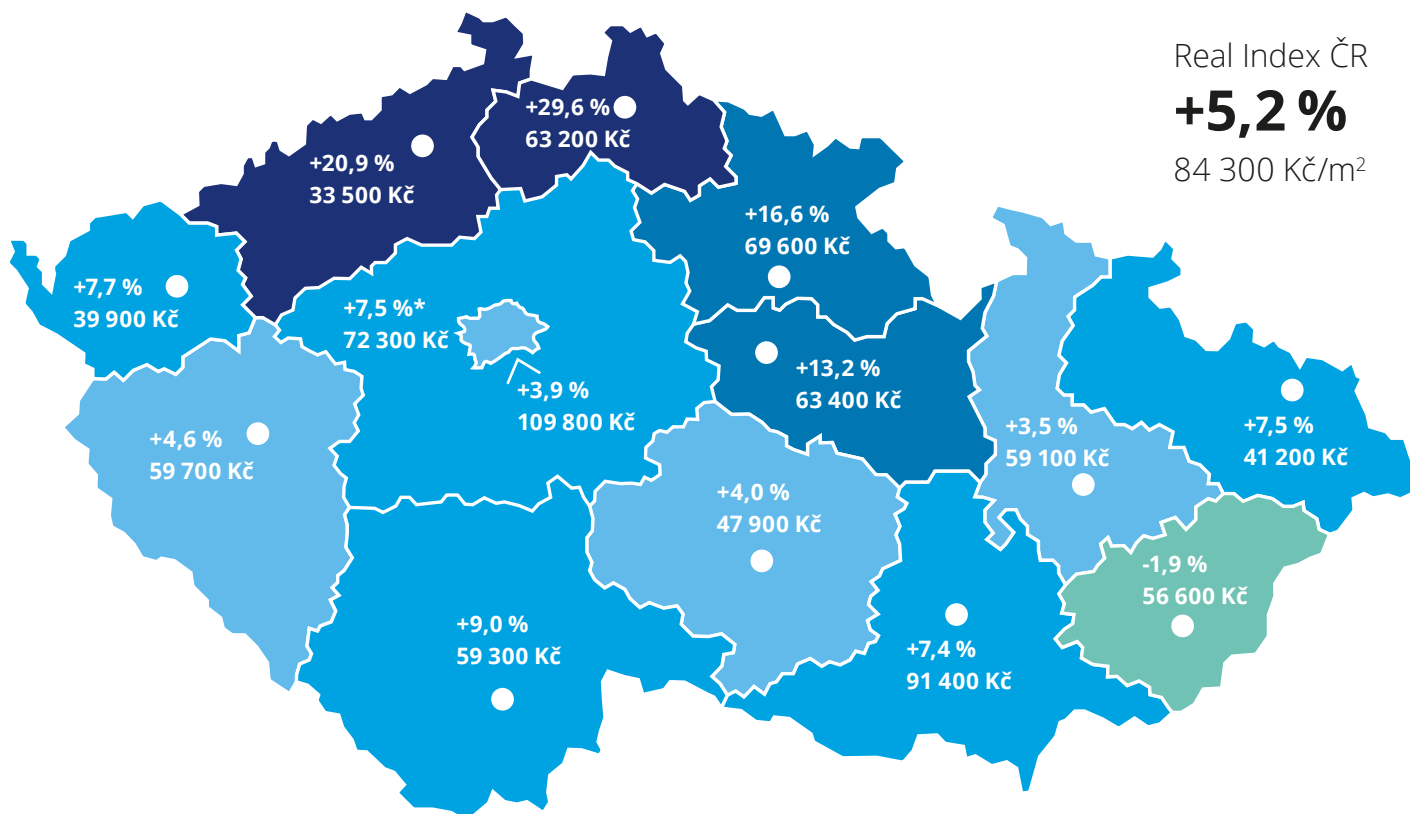 Real Index ČR
+5,2 %
84 300 Kč/m²
+29,6 %
63 200 Kč
+20,9 %
33 500 Kč
+16,6 %
69 600 Kč
+7,7 %
39 900 Kč
+7,5 %*
72 300 Kč
+3,9 %
109 800 Kč
+13,2 %
63 400 Kč
+4,6 %
59 700 Kč
+3,5 %
59 100 Kč
+7,5 %
41 200 Kč
+4,0 %
47 900 Kč
-1,9 %
56 600 Kč
+9,0 %
59 300 Kč
+7,4 %
91 400 Kč